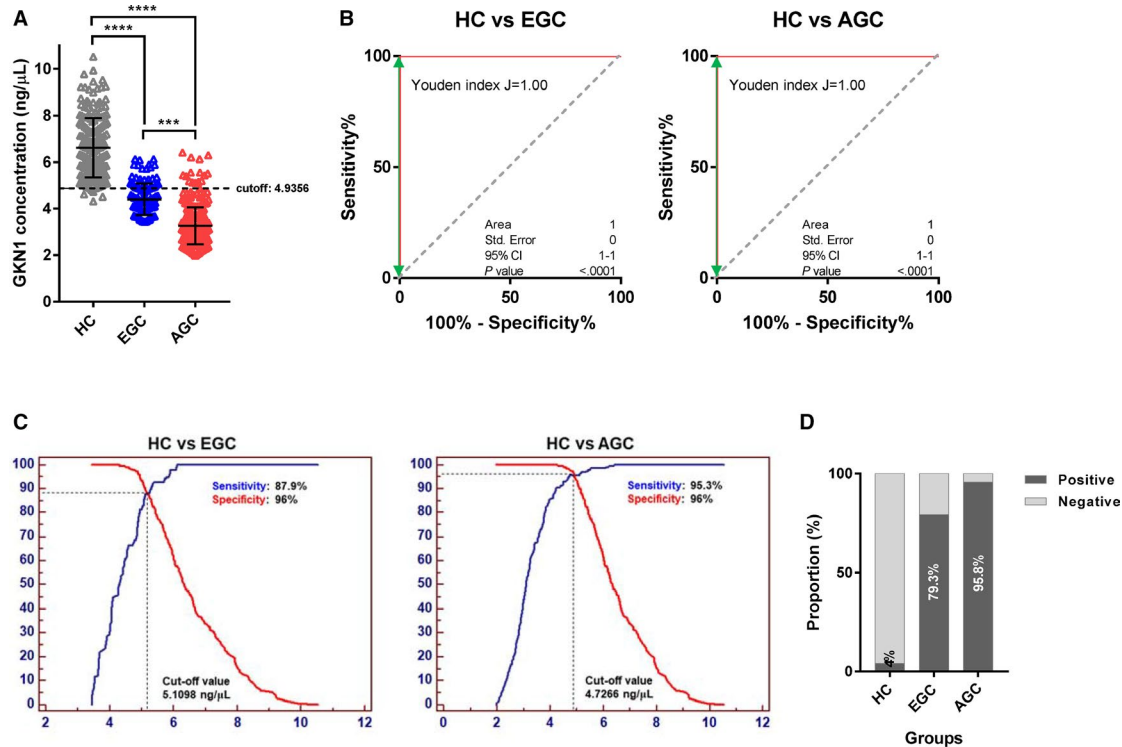 A
****
****
***
GKN1 concentration (ng/µL)
10
8
6
4
2
0
cutoff: 4.9356
HC
EGC
AGC
B
HC vs EGC
Sensitivity%
100
50
0
Youden index J=1.00
Area 1
Std. Error 0
95% CI 1-1
P value <.0001
0 50 100
100% - Specificity%
HC vs AGC
Sensitivity%
100
50
0
Youden index J=1.00
Area 1
Std. Error 0
95% CI 1-1
P value <.0001
0 50 100
100% - Specificity%
C
HC vs EGC
100
90
80
70
60
50
40
30
20
10
0
Sensitivity: 87.9%
Specificity: 96%
Cut-off value
5.1098 ng/µL
2 4 6 8 10 12
HC vs AGC
100
90
80
70
60
50
40
30
20
10
0
Sensitivity: 95.3%
Specificity: 96%
Cut-off value
4.7266 ng/µL
2 4 6 8 10 12
D
Positive
Negative
Proportion (%)
100
50
0
4%
79.3%
95.8%
HC
EGC
AGC
Groups